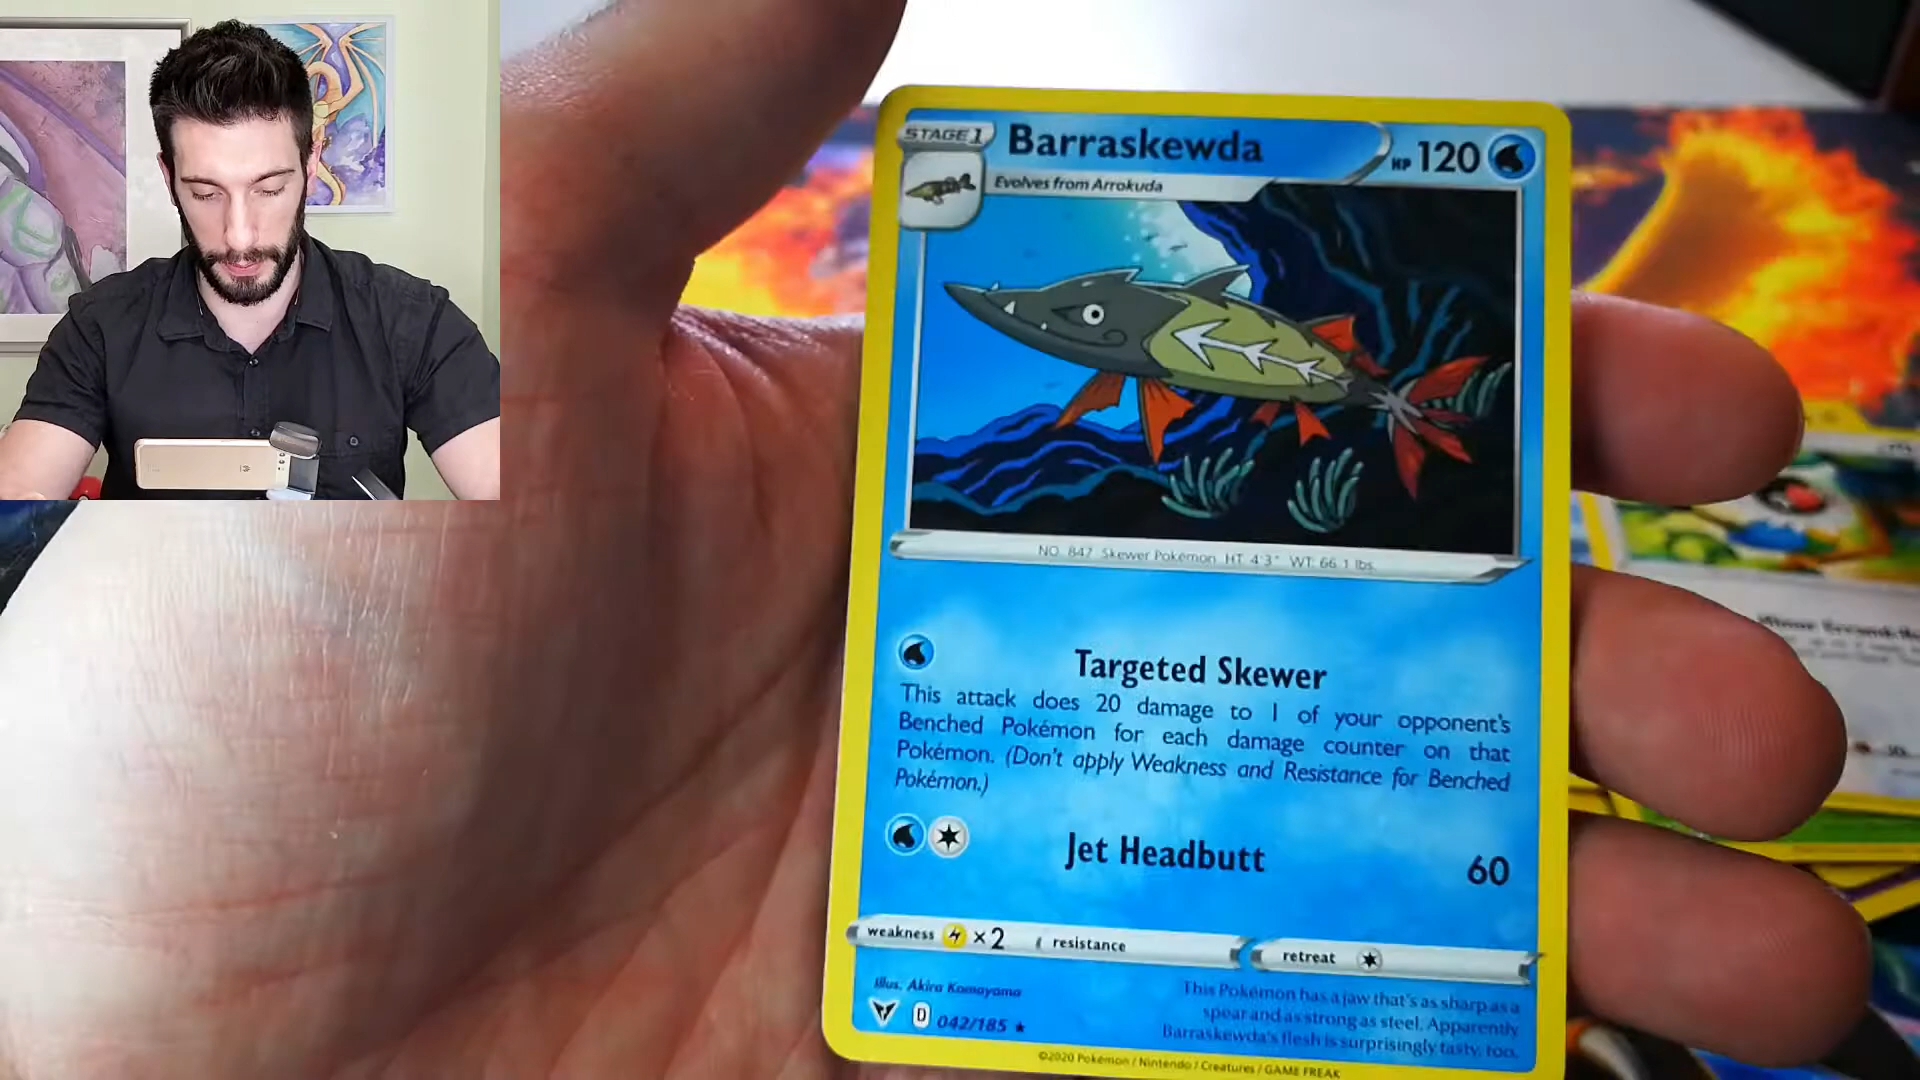 STAGE 1
Barraskewda
HP 120
Evolves from Arrokuda
NO. 847 Skewer Pokémon HT: 4'3" WT: 66.1 lbs.
Targeted Skewer
This attack does 20 damage to 1 of your opponent's
Benched Pokémon for each damage counter on that
Pokémon. (Don't apply Weakness and Resistance for Benched
Pokémon.)
Jet Headbutt 60
weakness ×2 resistance retreat
Illus. Akira Komayama
D 042/185 ★
This Pokémon has a jaw that's as sharp as a
spear and as strong as steel. Apparently
Barraskewda's flesh is surprisingly tasty, too.
©2020 Pokémon / Nintendo / Creatures / GAME FREAK